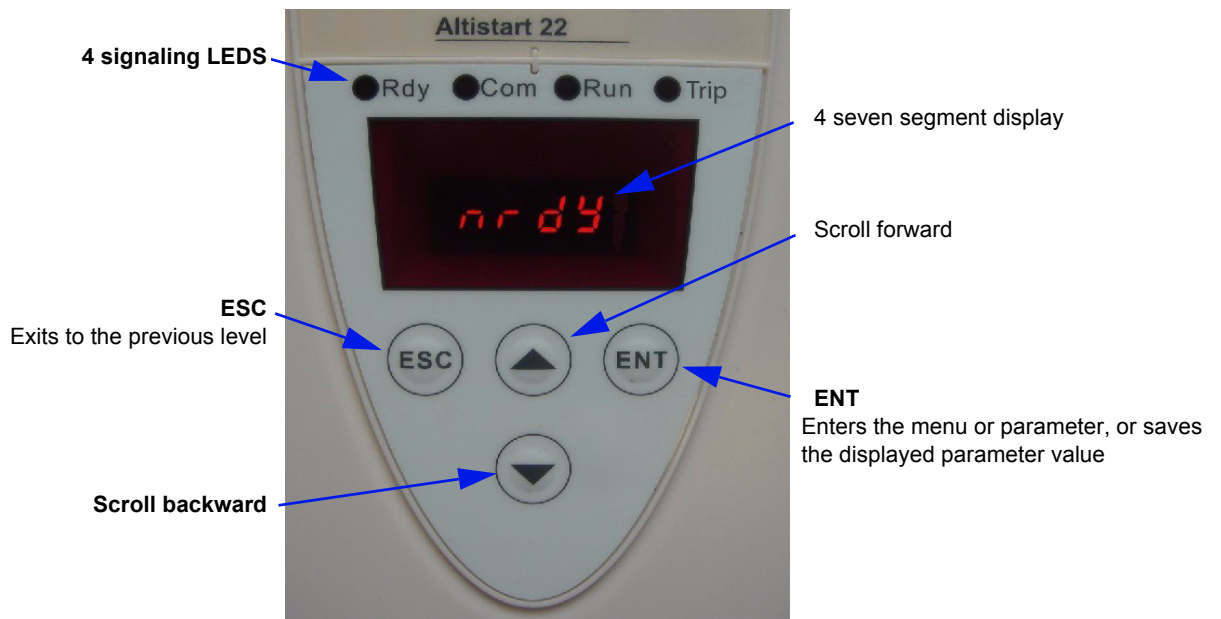 Altistart 22
4 signaling LEDS
Rdy Com Run Trip
4 seven segment display
nrdY
Scroll forward
ESC
Exits to the previous level
ESC
ENT
ENT
Enters the menu or parameter, or saves
the displayed parameter value
Scroll backward